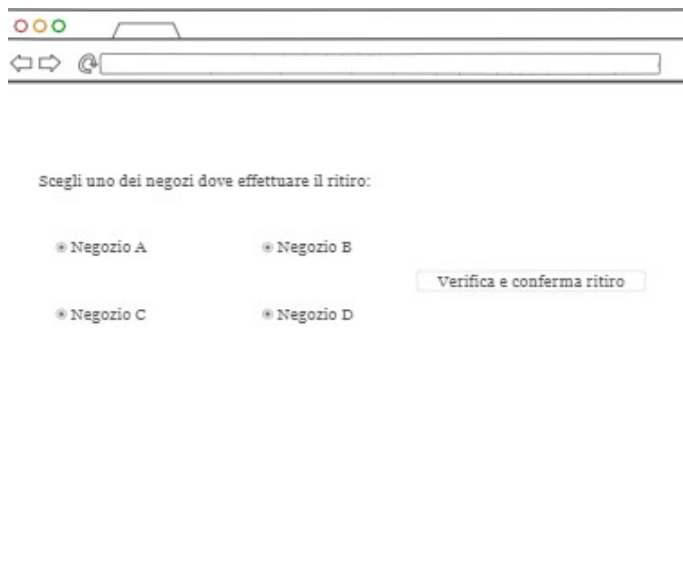 Scegli uno dei negozi dove effettuare il ritiro:
Negozio A
Negozio B
Verifica e conferma ritiro
Negozio C
Negozio D